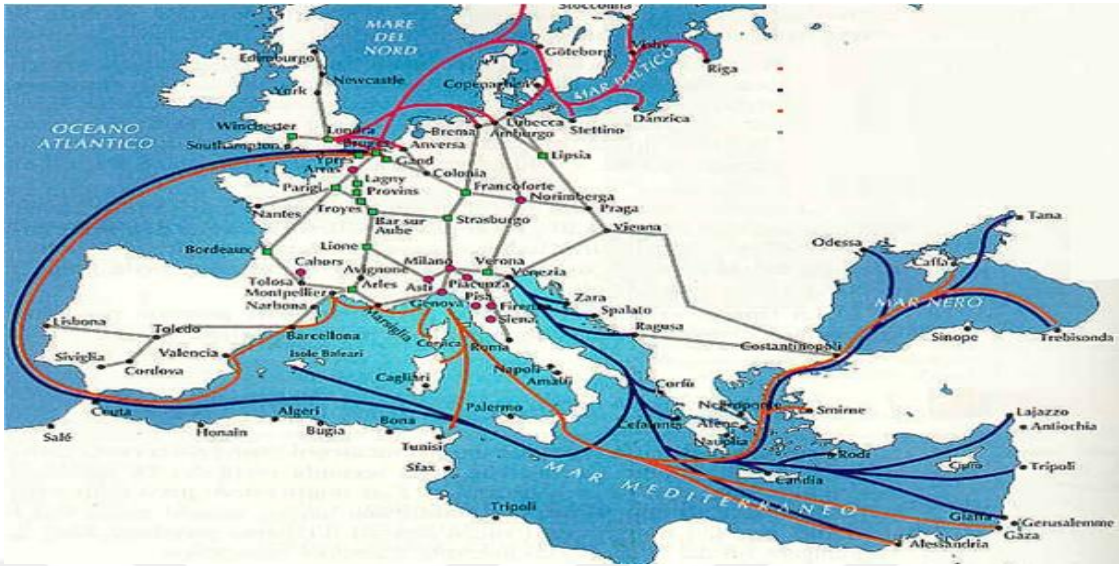 Stoccolma
MARE
DEL
NORD
Edimburgo
Göteborg
Visby
Riga
Newcastle
Copenaghen
MAR BALTICO
York
OCEANO
ATLANTICO
Winchester
Londra
Brema
Lubecca
Amburgo
Stettino
Danzica
Southampton
Bruges
Anversa
Ypres
Gand
Lipsia
Arras
Colonia
Lagny
Parigi
Provins
Francoforte
Norimberga
Praga
Nantes
Troyes
Bar sur
Aube
Strasburgo
Vienna
Tana
Bordeaux
Lione
Milano
Verona
Odessa
Cahors
Avignone
Venezia
Caffa
Tolosa
Arles
Asti
Piacenza
Montpellier
Genova
Pisa
Firenze
Zara
MAR NERO
Narbona
Marsiglia
Siena
Spalato
Lisbona
Toledo
Barcellona
Corsica
Roma
Ragusa
Costantinopoli
Sinope
Trebisonda
Siviglia
Valencia
Isole Baleari
Cordova
Cagliari
Napoli
Amalfi
Corfù
Ceuta
Algeri
Palermo
Cefalonia
Negroponte
Smirne
Lajazzo
Salé
Honain
Bugia
Bona
Atene
Antiochia
Tunisi
Nauplia
Rodi
Sfax
MAR MEDITERRANEO
Candia
Cipro
Tripoli
Tripoli
Giaffa
Gerusalemme
Gaza
Alessandria